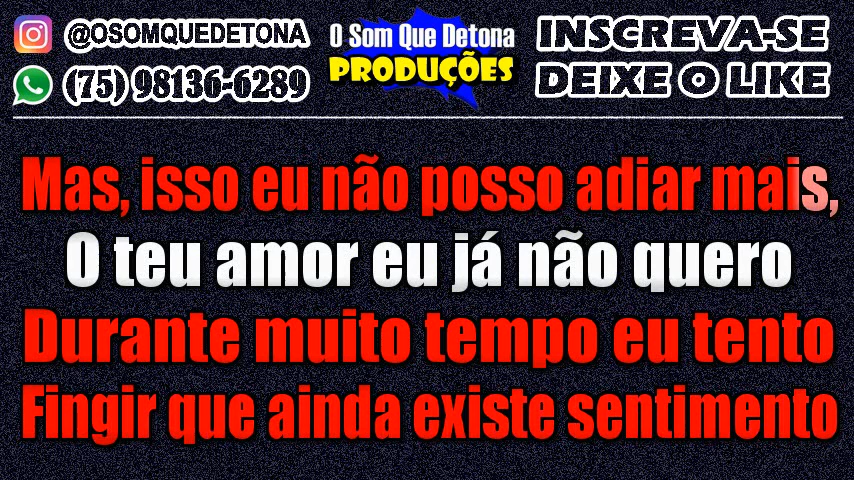 @OSOMQUEDETONA
(75) 98136-6289
O Som Que Detona
PRODUÇÕES
INSCREVA-SE
DEIXE O LIKE
Mas, isso eu não posso adiar mais,
O teu amor eu já não quero
Durante muito tempo eu tento
Fingir que ainda existe sentimento